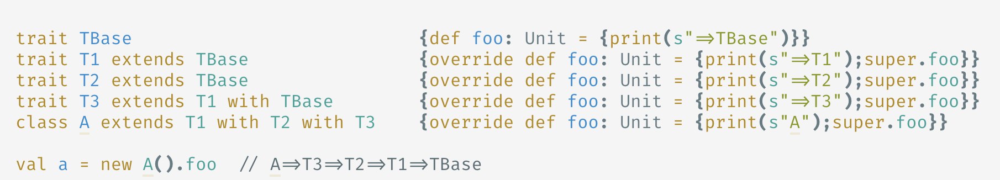 trait TBase {def foo: Unit = {print(s"=>TBase")}}
trait T1 extends TBase {override def foo: Unit = {print(s"=>T1");super.foo}}
trait T2 extends TBase {override def foo: Unit = {print(s"=>T2");super.foo}}
trait T3 extends T1 with TBase {override def foo: Unit = {print(s"=>T3");super.foo}}
class A extends T1 with T2 with T3 {override def foo: Unit = {print(s"A");super.foo}}
val a = new A().foo // A=>T3=>T2=>T1=>TBase